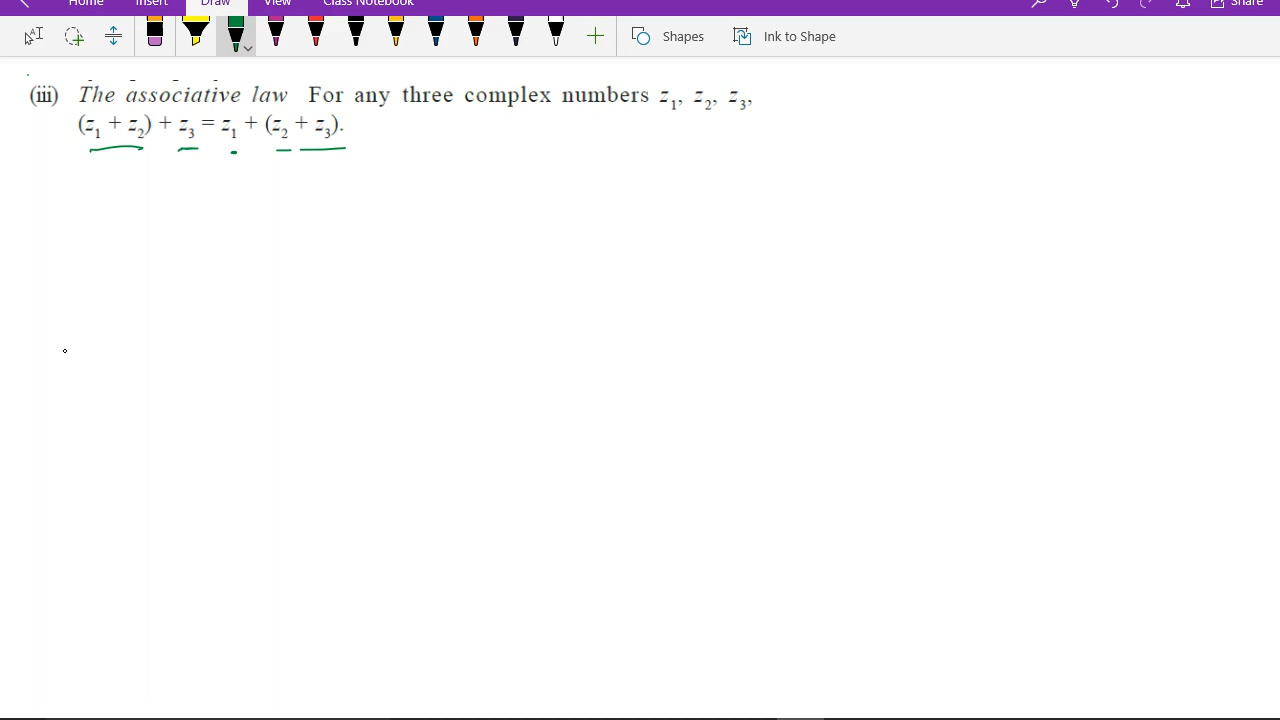 Home Insert Draw View Class Notebook Share
Shapes Ink to Shape
(iii) The associative law For any three complex numbers z₁, z₂, z₃,
(z₁ + z₂) + z₃ = z₁ + (z₂ + z₃).